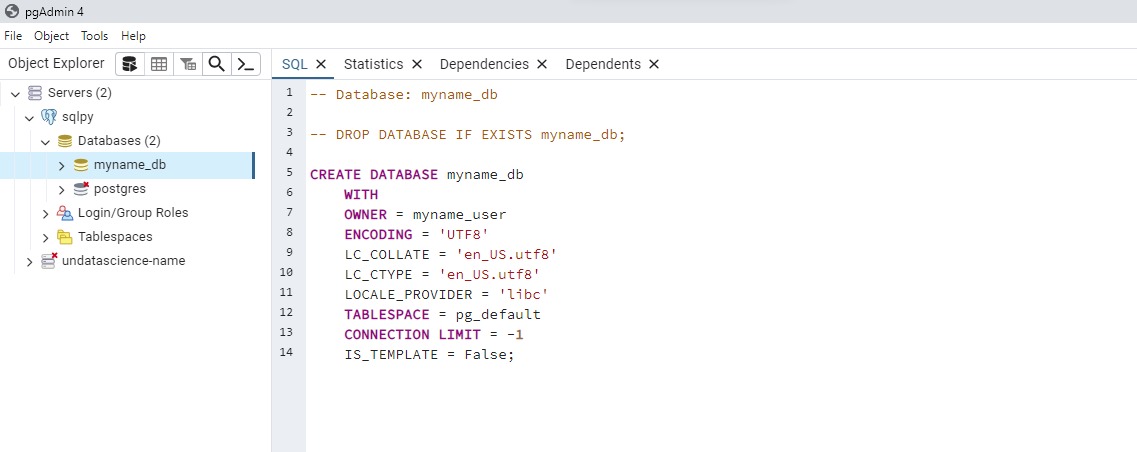 pgAdmin 4
File Object Tools Help
Object Explorer
SQL Statistics Dependencies Dependents
Servers (2)
sqlpy
Databases (2)
myname_db
postgres
Login/Group Roles
Tablespaces
undatascience-name
1 -- Database: myname_db
2
3 -- DROP DATABASE IF EXISTS myname_db;
4
5 CREATE DATABASE myname_db
6 WITH
7 OWNER = myname_user
8 ENCODING = 'UTF8'
9 LC_COLLATE = 'en_US.utf8'
10 LC_CTYPE = 'en_US.utf8'
11 LOCALE_PROVIDER = 'libc'
12 TABLESPACE = pg_default
13 CONNECTION LIMIT = -1
14 IS_TEMPLATE = False;